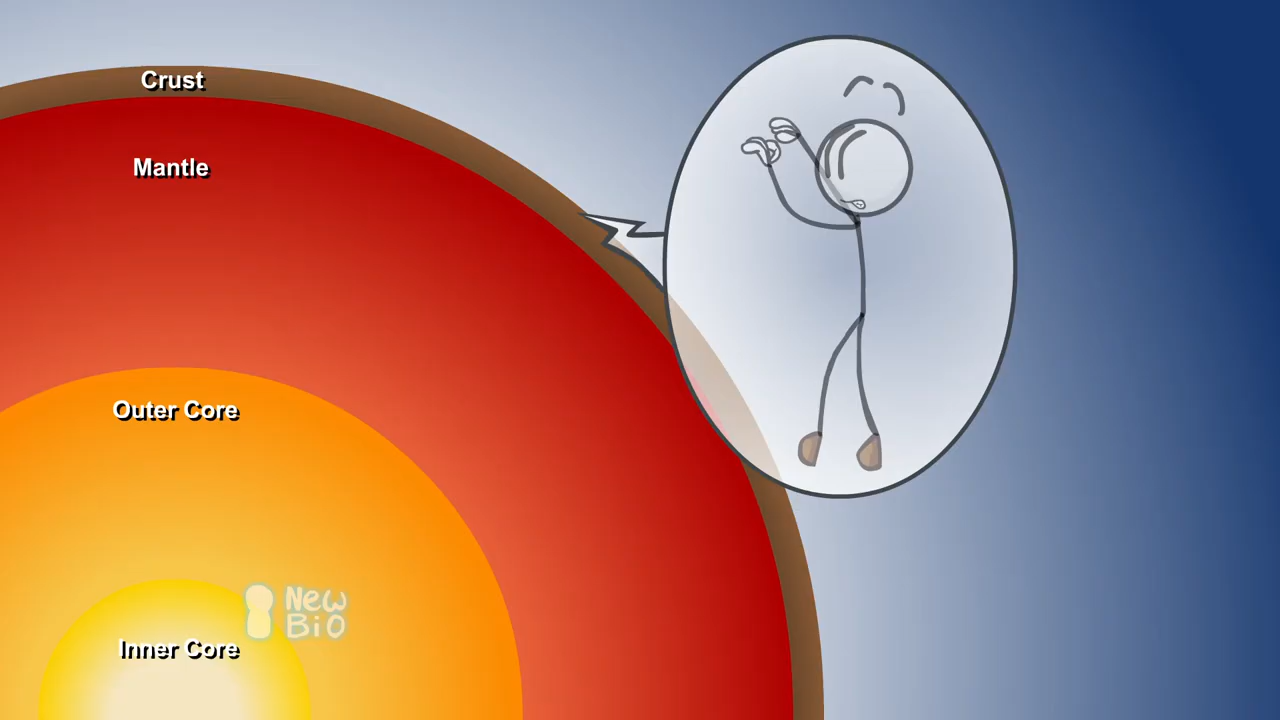 Crust
Mantle
Outer Core
New
BiO
Inner Core